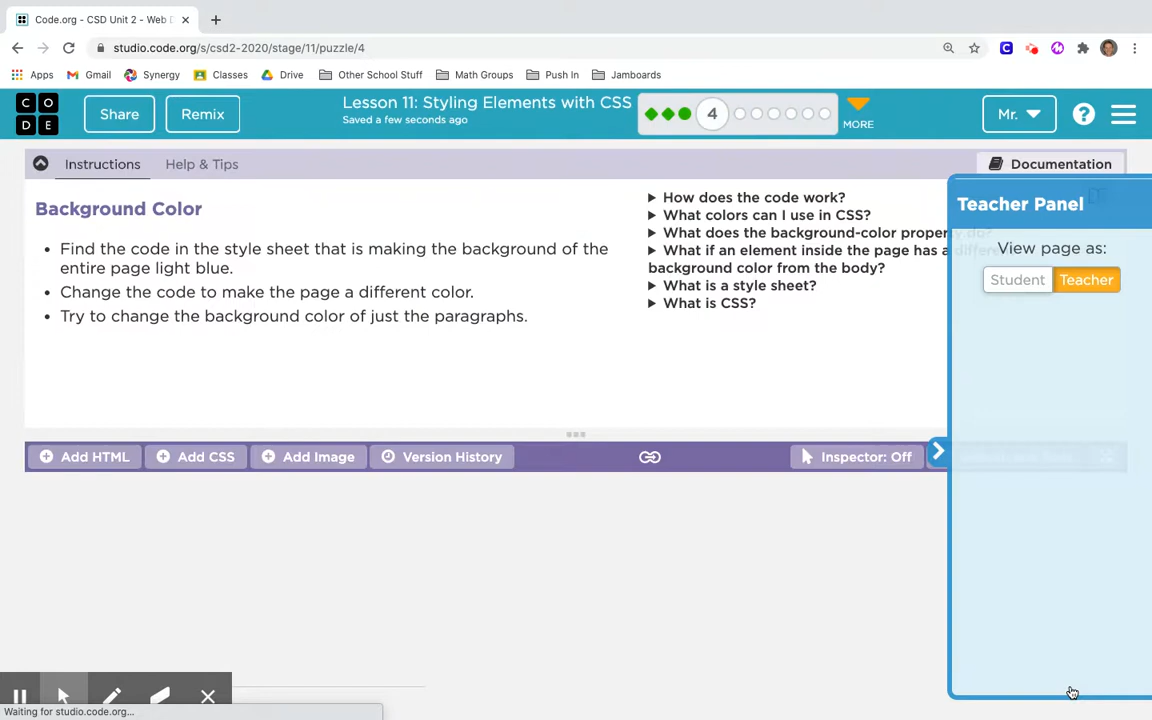 Code.org - CSD Unit 2 - Web D
studio.code.org/s/csd2-2020/stage/11/puzzle/4
Apps Gmail Synergy Classes Drive Other School Stuff Math Groups Push In Jamboards
C O D E
Share
Remix
Lesson 11: Styling Elements with CSS
Saved a few seconds ago
4
MORE
Mr.
?
Instructions
Help & Tips
Documentation
Background Color
Find the code in the style sheet that is making the background of the
entire page light blue.
Change the code to make the page a different color.
Try to change the background color of just the paragraphs.
How does the code work?
What colors can I use in CSS?
What does the background-color property do?
What if an element inside the page has a different
background color from the body?
What is a style sheet?
What is CSS?
Teacher Panel
View page as:
Student Teacher
Add HTML Add CSS Add Image Version History Inspector: Off
Waiting for studio.code.org...